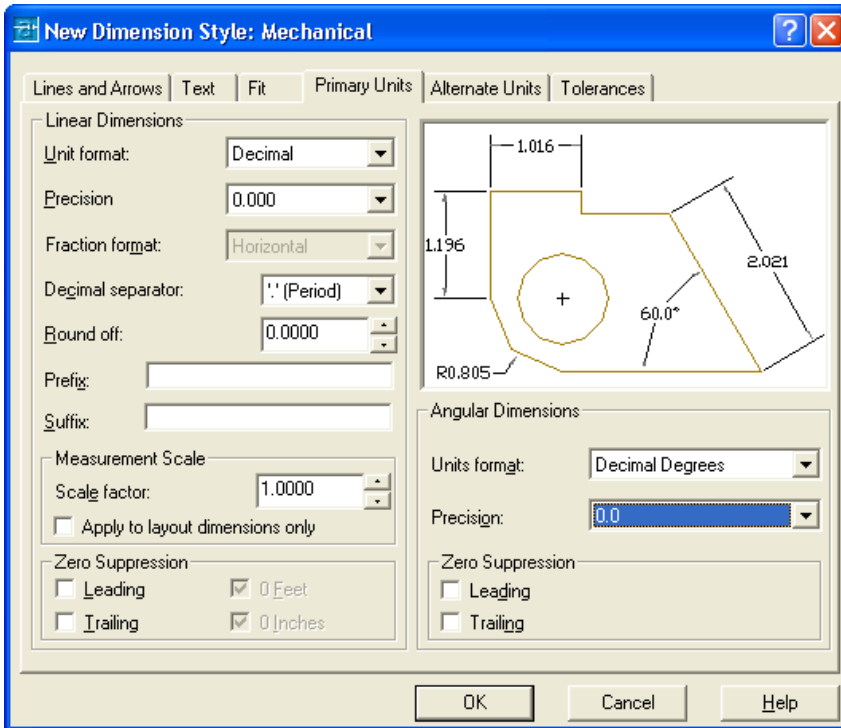 New Dimension Style: Mechanical
Lines and Arrows
Text
Fit
Primary Units
Alternate Units
Tolerances
Linear Dimensions
Unit format:
Decimal
Precision
0.000
Fraction format:
Horizontal
Decimal separator:
'.' (Period)
Round off:
0.0000
Prefix:
Suffix:
Measurement Scale
Scale factor:
1.0000
Apply to layout dimensions only
Zero Suppression
Leading
0 Feet
Trailing
0 Inches
1.016
1.196
2.021
60.0°
R0.805
Angular Dimensions
Units format:
Decimal Degrees
Precision:
0.0
Zero Suppression
Leading
Trailing
OK
Cancel
Help